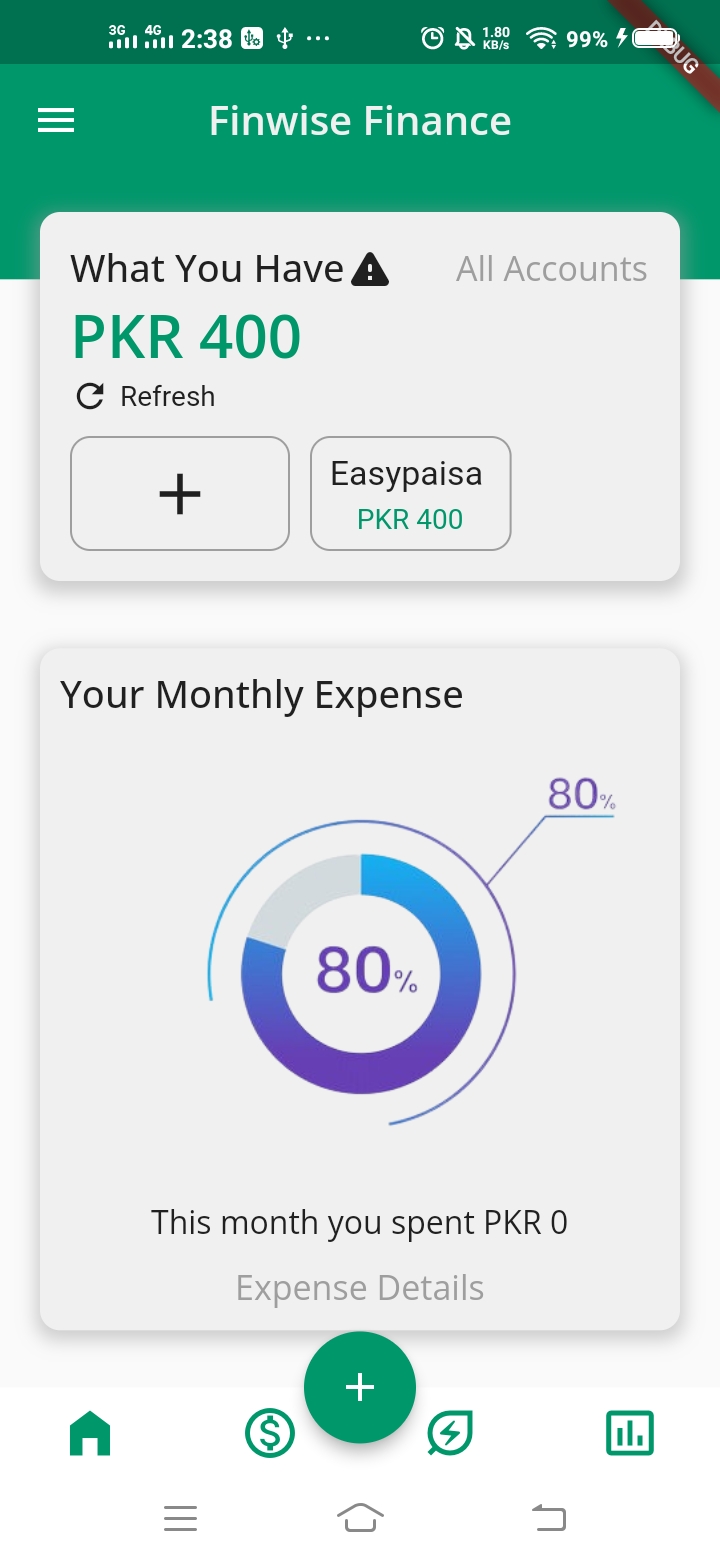 3G 4G 2:38 ... 1.80 KB/s 99%
DEBUG
Finwise Finance
What You Have All Accounts
PKR 400
Refresh
+ Easypaisa
PKR 400
Your Monthly Expense
80%
80%
This month you spent PKR 0
Expense Details
+